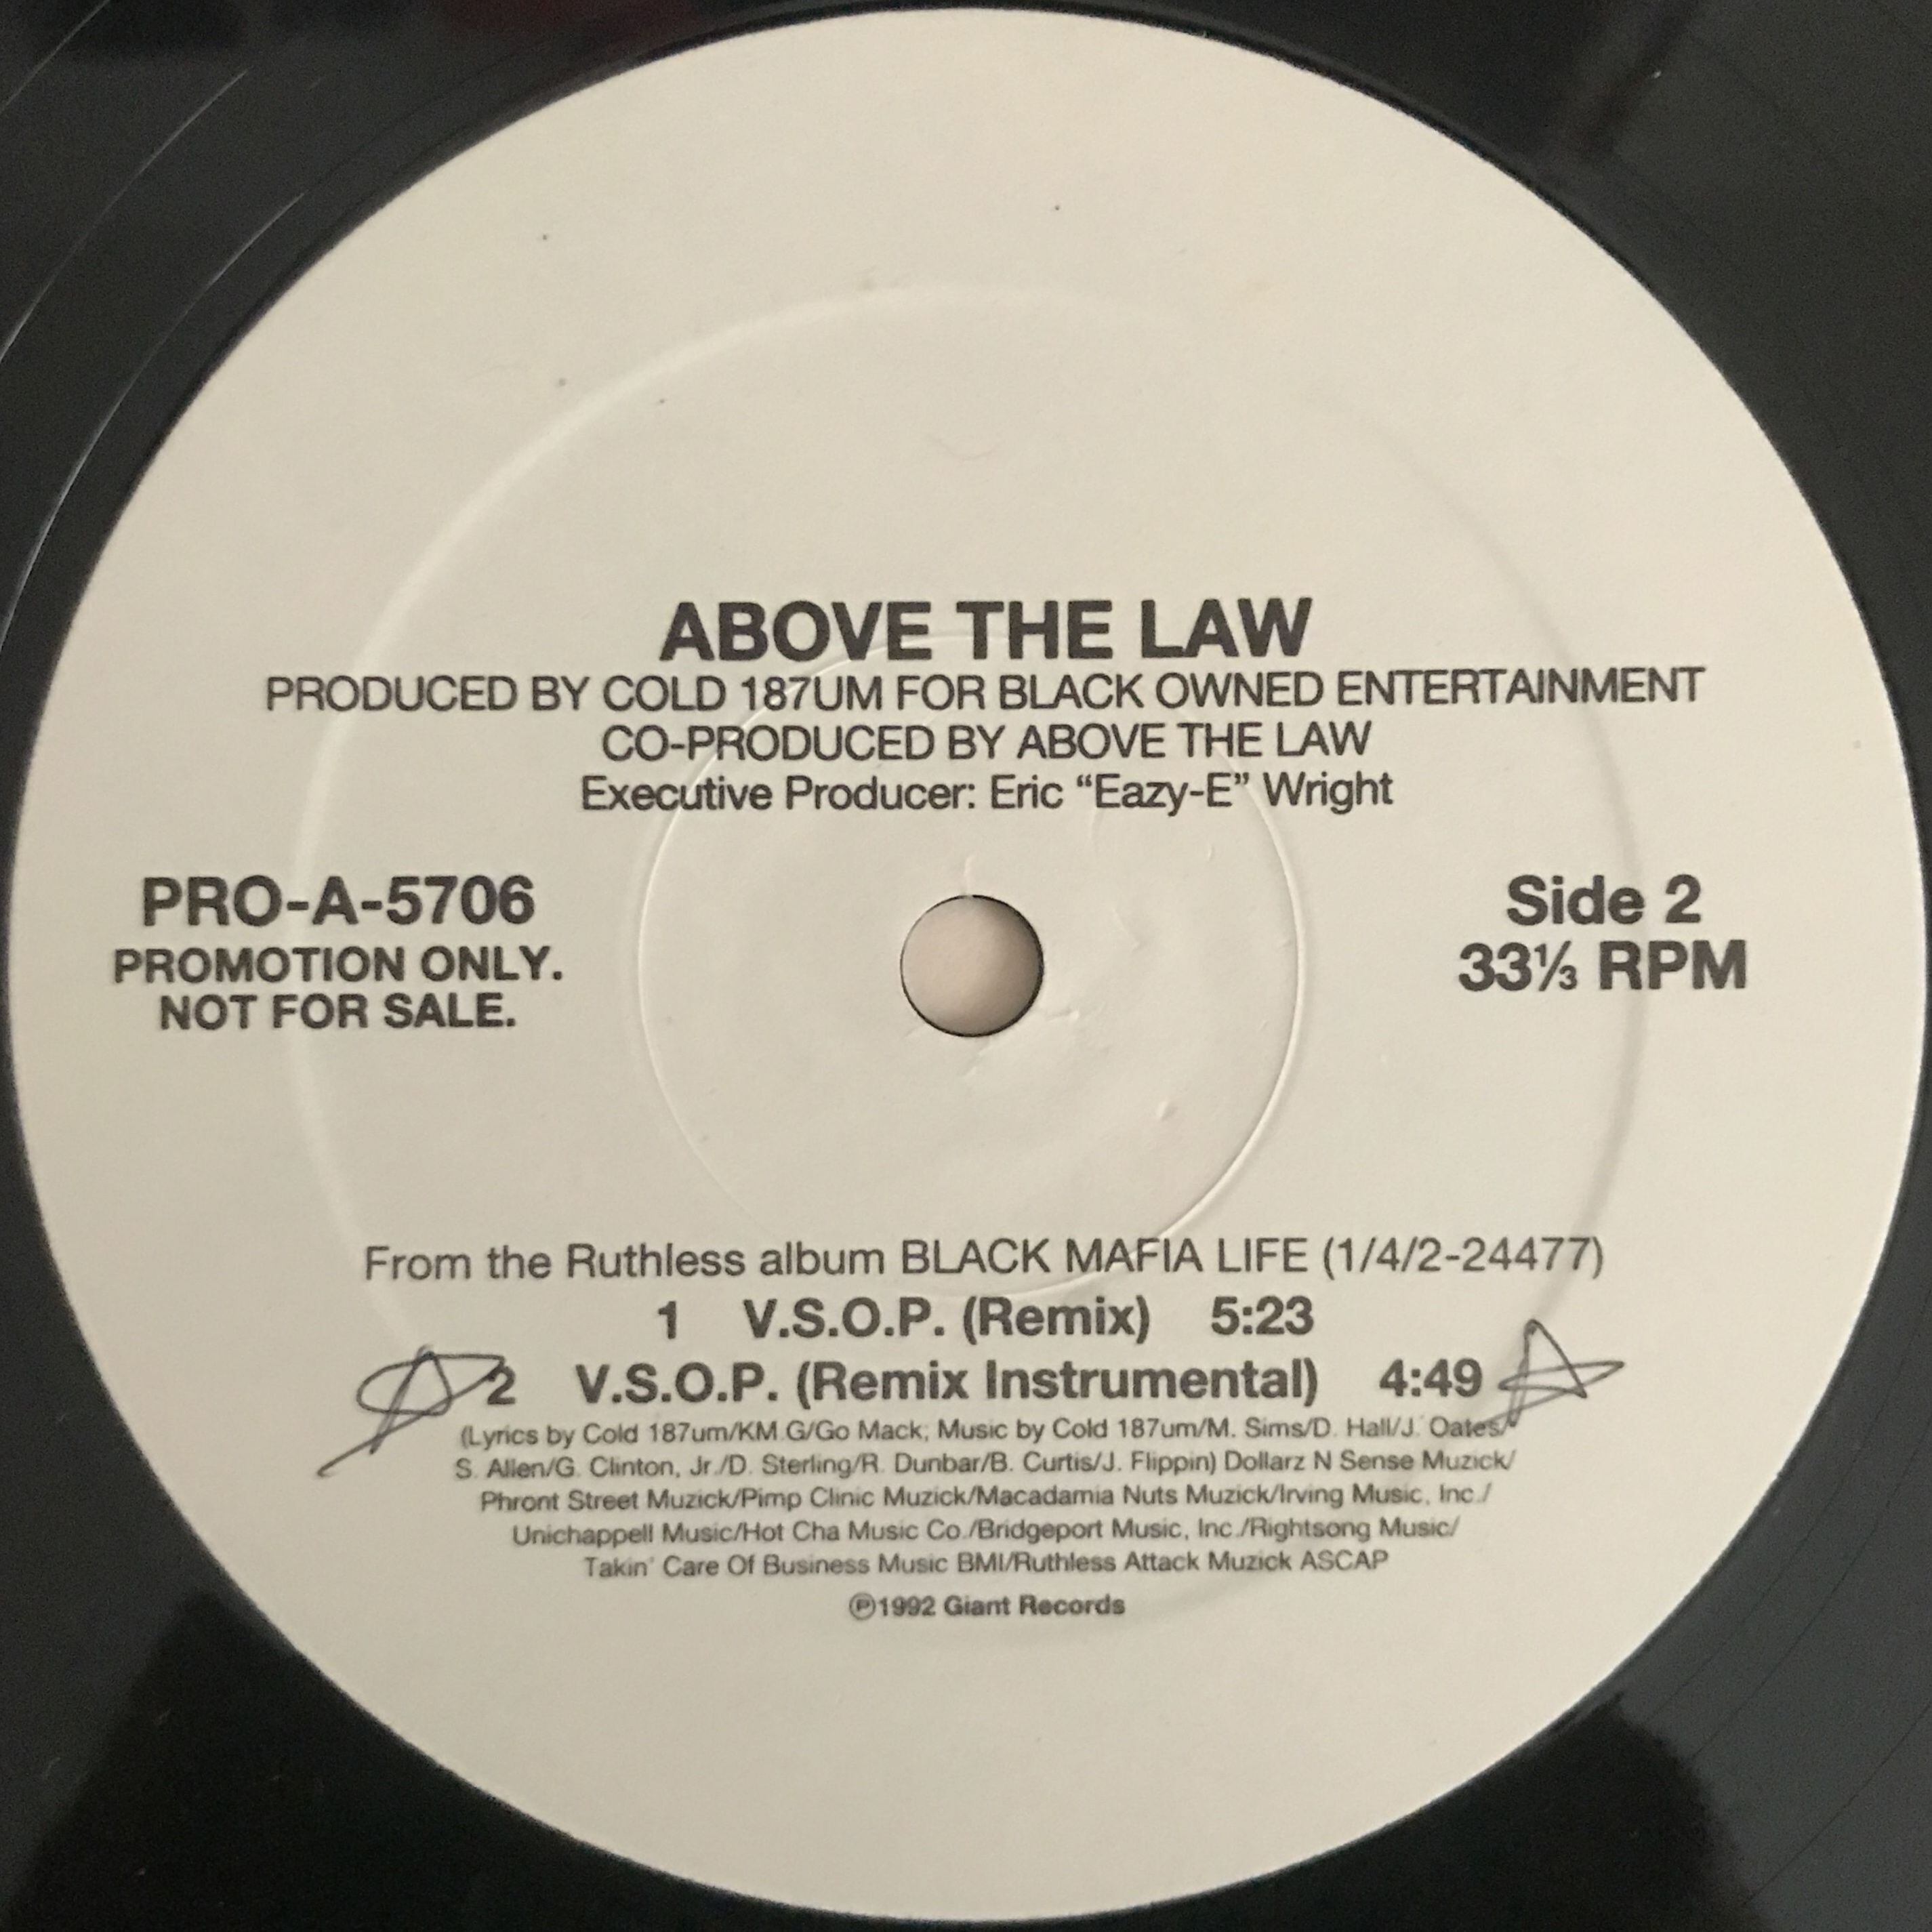 ABOVE THE LAW
PRODUCED BY COLD 187UM FOR BLACK OWNED ENTERTAINMENT
CO-PRODUCED BY ABOVE THE LAW
Executive Producer: Eric “Eazy-E” Wright
PRO-A-5706
PROMOTION ONLY.
NOT FOR SALE.
Side 2
33⅓ RPM
From the Ruthless album BLACK MAFIA LIFE (1/4/2-24477)
1 V.S.O.P. (Remix) 5:23
2 V.S.O.P. (Remix Instrumental) 4:49
(Lyrics by Cold 187um/KM.G/Go Mack; Music by Cold 187um/M. Sims/D. Hall/J. Oates/
S. Allen/G. Clinton, Jr./D. Sterling/R. Dunbar/B. Curtis/J. Flippin) Dollarz N Sense Muzick/
Phront Street Muzick/Pimp Clinic Muzick/Macadamia Nuts Muzick/Irving Music, Inc./
Unichappell Music/Hot Cha Music Co./Bridgeport Music, Inc./Rightsong Music/
Takin' Care Of Business Music BMI/Ruthless Attack Muzick ASCAP
℗1992 Giant Records